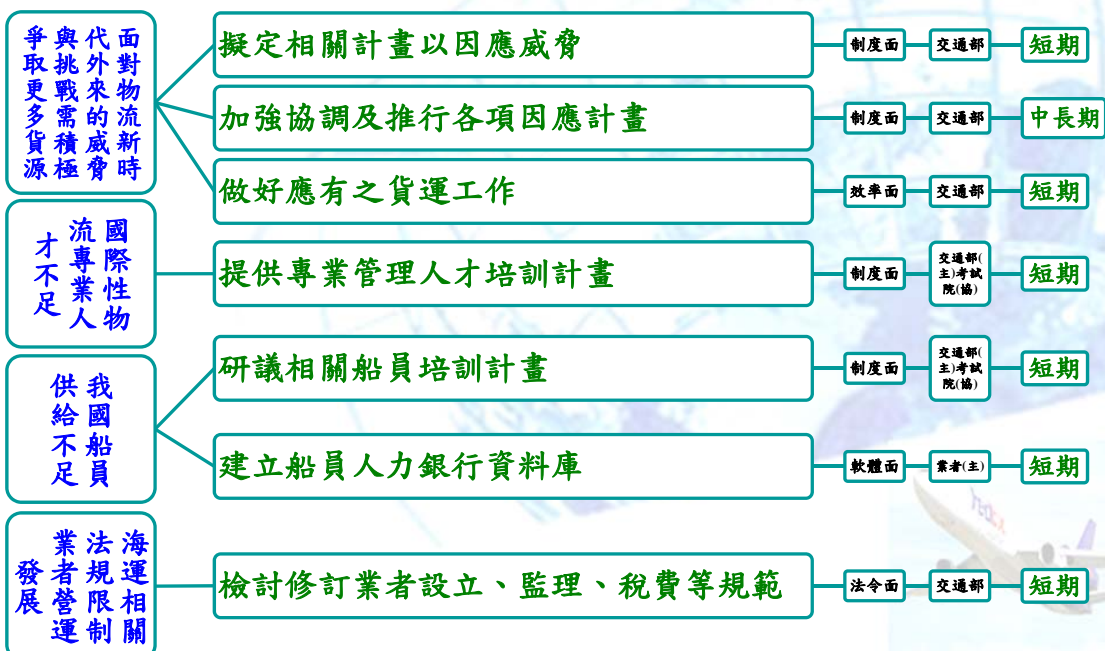 面對物流新時
代外來的威脅
與挑戰需積極
爭取更多貨源
擬定相關計畫以因應威脅
制度面
交通部
短期
加強協調及推行各項因應計畫
制度面
交通部
中長期
做好應有之貨運工作
效率面
交通部
短期
國際性物
流專業人
才不足
提供專業管理人才培訓計畫
制度面
交通部(
主)考試
院(協)
短期
我國船員
供給不足
研議相關船員培訓計畫
制度面
交通部(
主)考試
院(協)
短期
建立船員人力銀行資料庫
軟體面
業者(主)
短期
海運相關
法規限制
業者營運
發展
檢討修訂業者設立、監理、稅費等規範
法令面
交通部
短期
FedEx